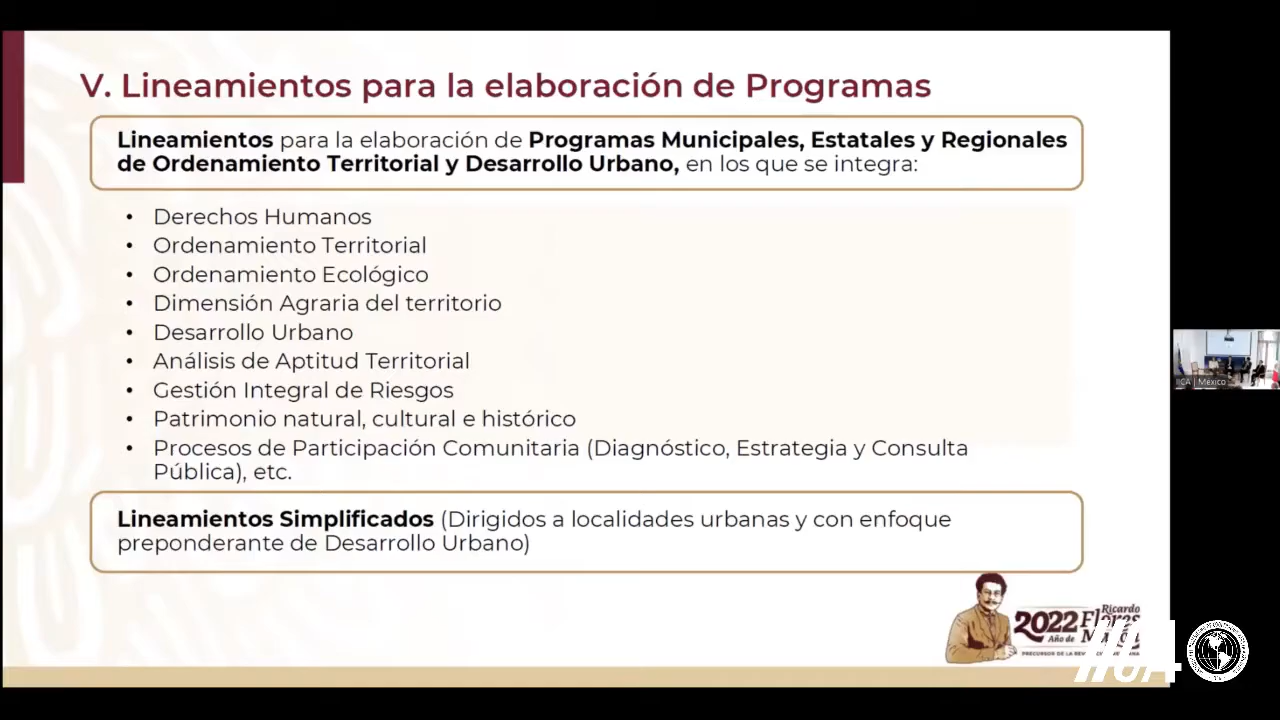 V. Lineamientos para la elaboración de Programas
Lineamientos para la elaboración de Programas Municipales, Estatales y Regionales
de Ordenamiento Territorial y Desarrollo Urbano, en los que se integra:
• Derechos Humanos
• Ordenamiento Territorial
• Ordenamiento Ecológico
• Dimensión Agraria del territorio
• Desarrollo Urbano
• Análisis de Aptitud Territorial
• Gestión Integral de Riesgos
• Patrimonio natural, cultural e histórico
• Procesos de Participación Comunitaria (Diagnóstico, Estrategia y Consulta
Pública), etc.
Lineamientos Simplificados (Dirigidos a localidades urbanas y con enfoque
preponderante de Desarrollo Urbano)
2022 Ricardo
Flores
Año de
PRECURSOR DE LA
IICA
IICA | México